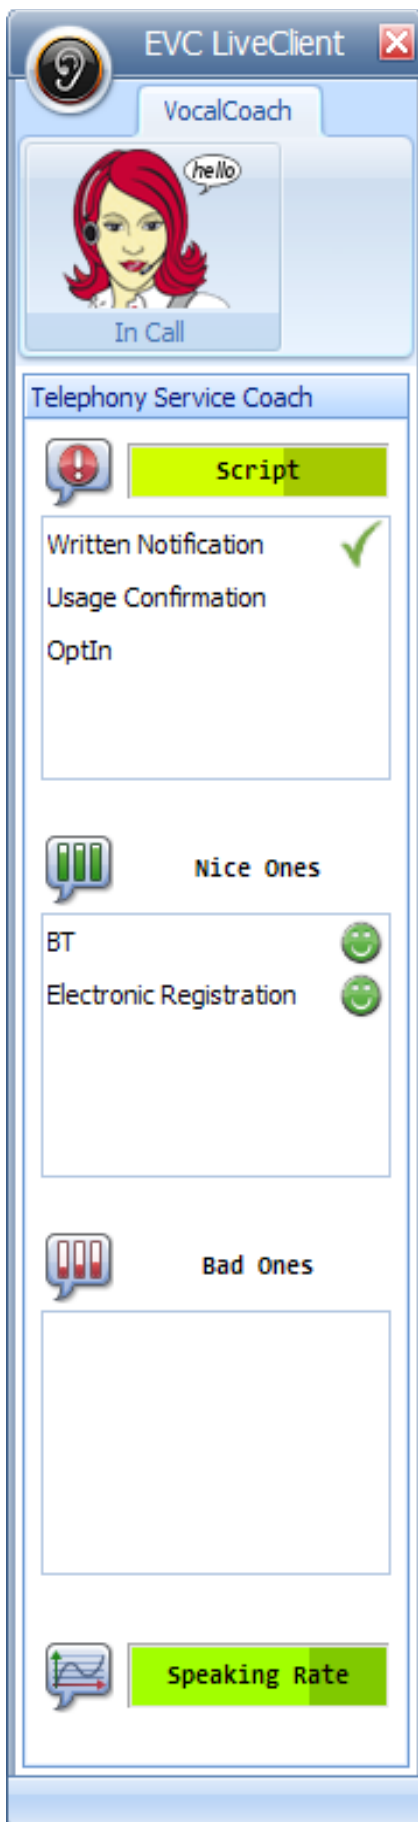 EVC LiveClient
VocalCoach
hello
In Call
Telephony Service Coach
Script
Written Notification
Usage Confirmation
OptIn
Nice Ones
BT
Electronic Registration
Bad Ones
Speaking Rate